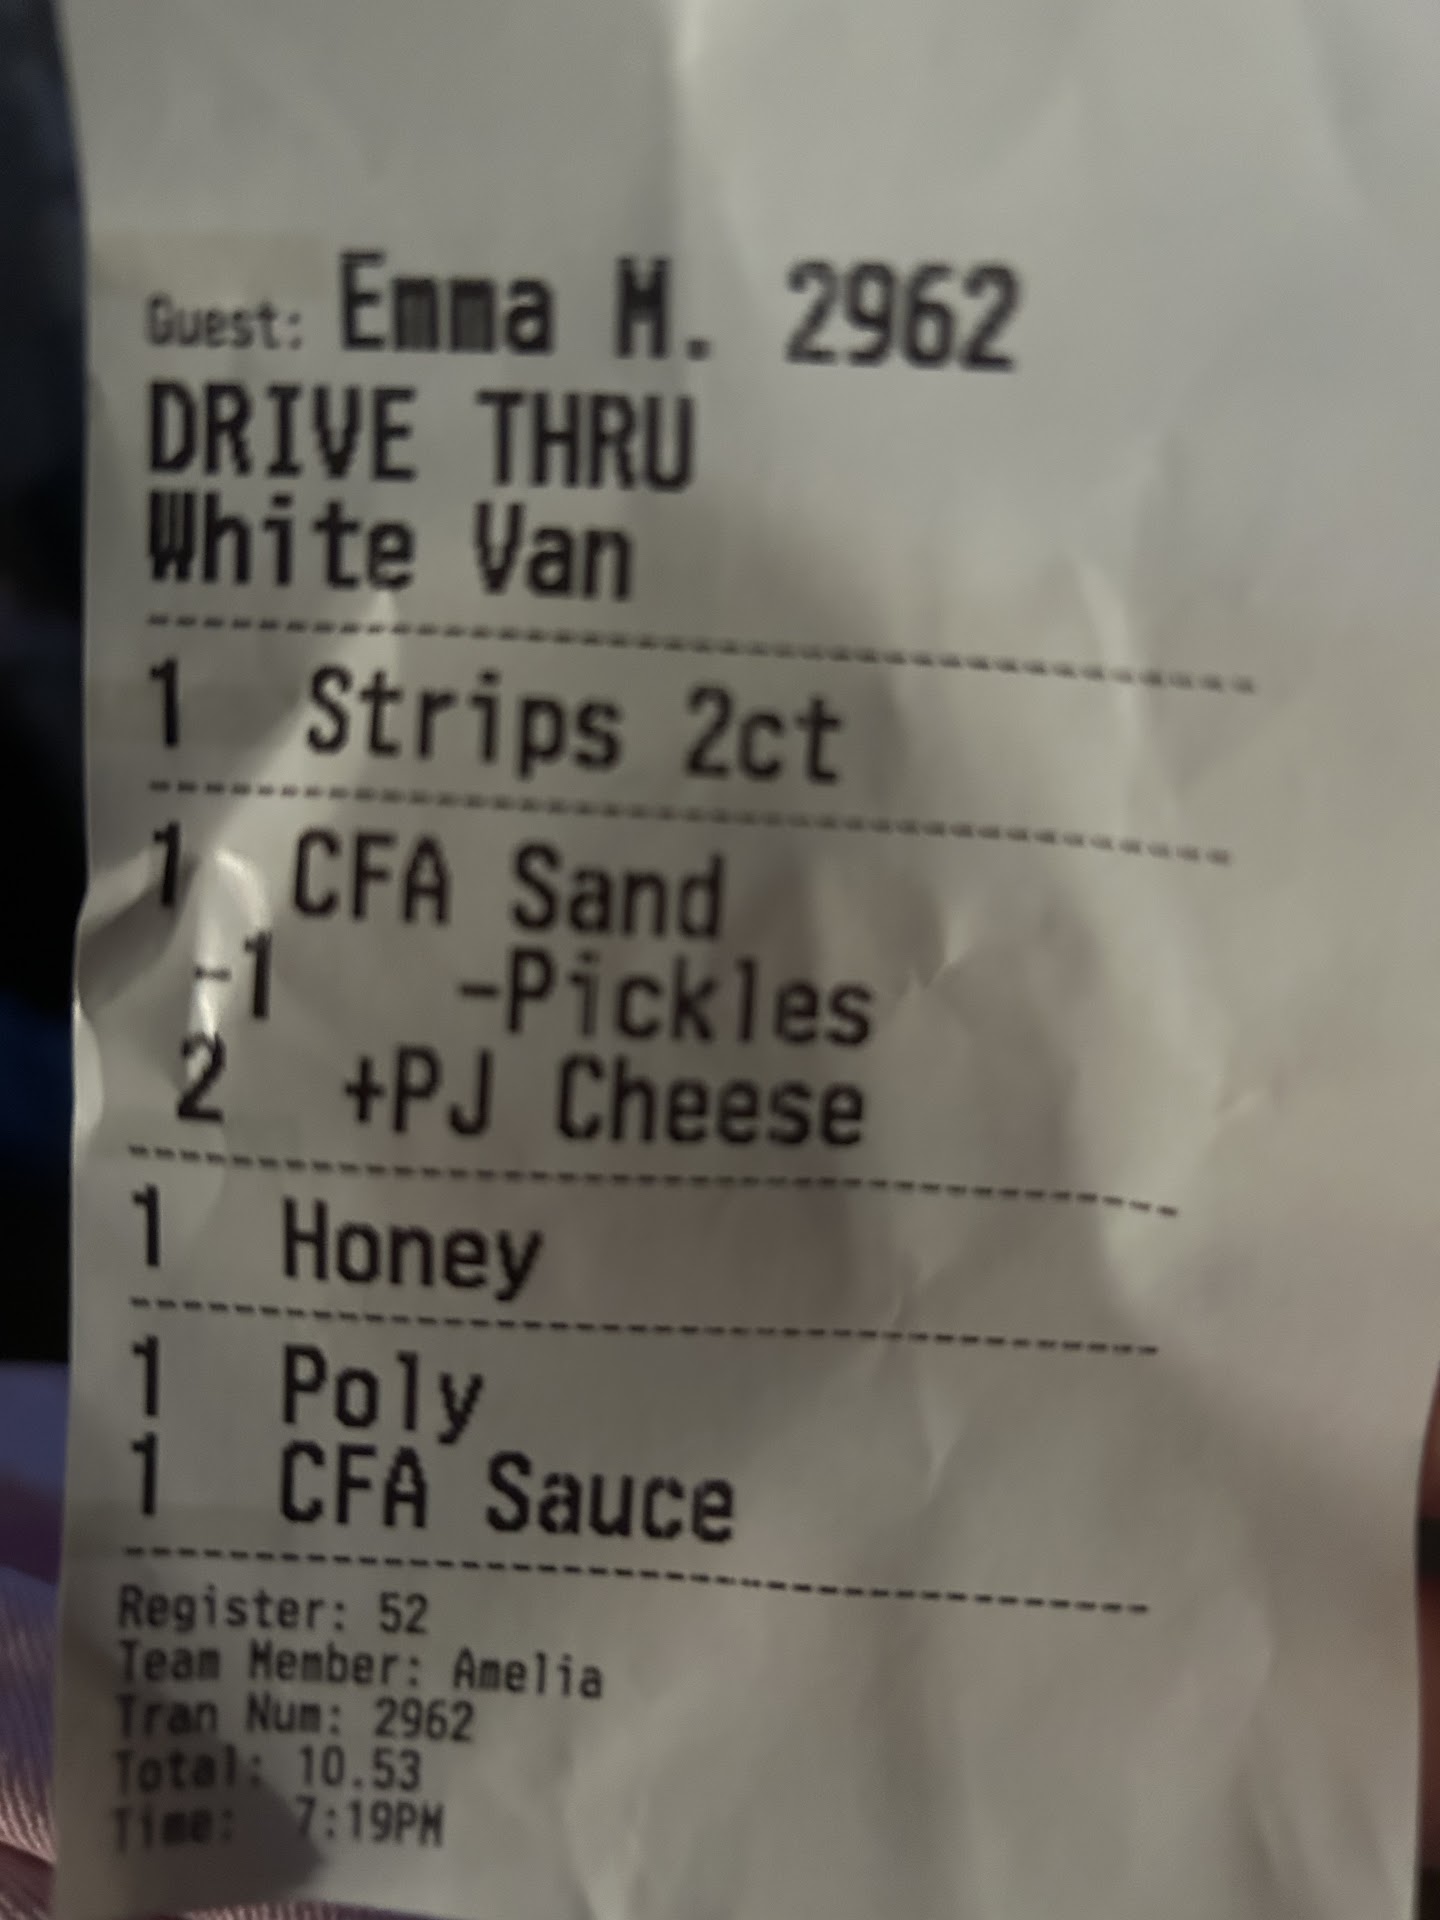 Guest: Emma M. 2962
DRIVE THRU
White Van
1 Strips 2ct
1 CFA Sand
-1 -Pickles
2 +PJ Cheese
1 Honey
1 Poly
1 CFA Sauce
Register: 52
Team Member: Amelia
Tran Num: 2962
Total: 10.53
Time: 7:19PM